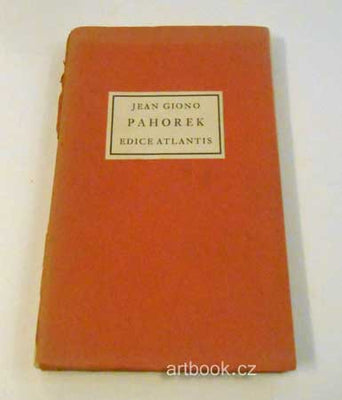 JEAN GIONO
PAHOREK
EDICE ATLANTIS
artbook.cz